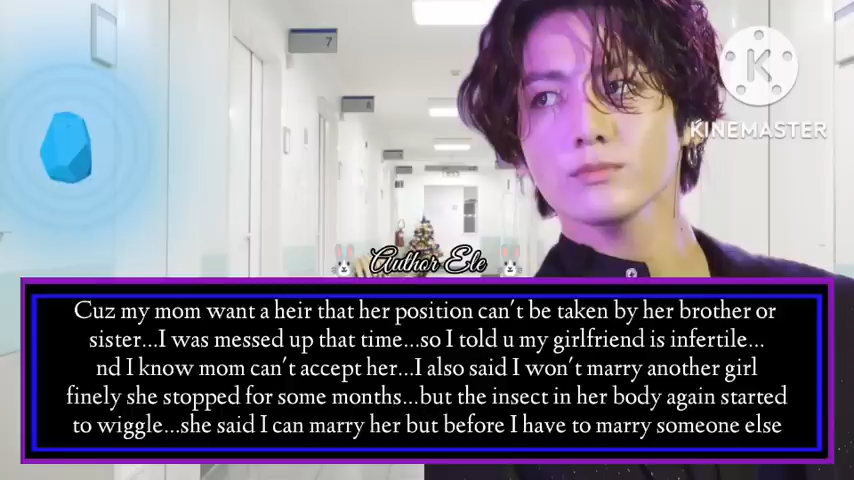 7
8
KINEMASTER
Author Ele
Cuz my mom want a heir that her position can't be taken by her brother or
sister...I was messed up that time...so I told u my girlfriend is infertile...
nd I know mom can't accept her...I also said I won't marry another girl
finely she stopped for some months...but the insect in her body again started
to wiggle...she said I can marry her but before I have to marry someone else